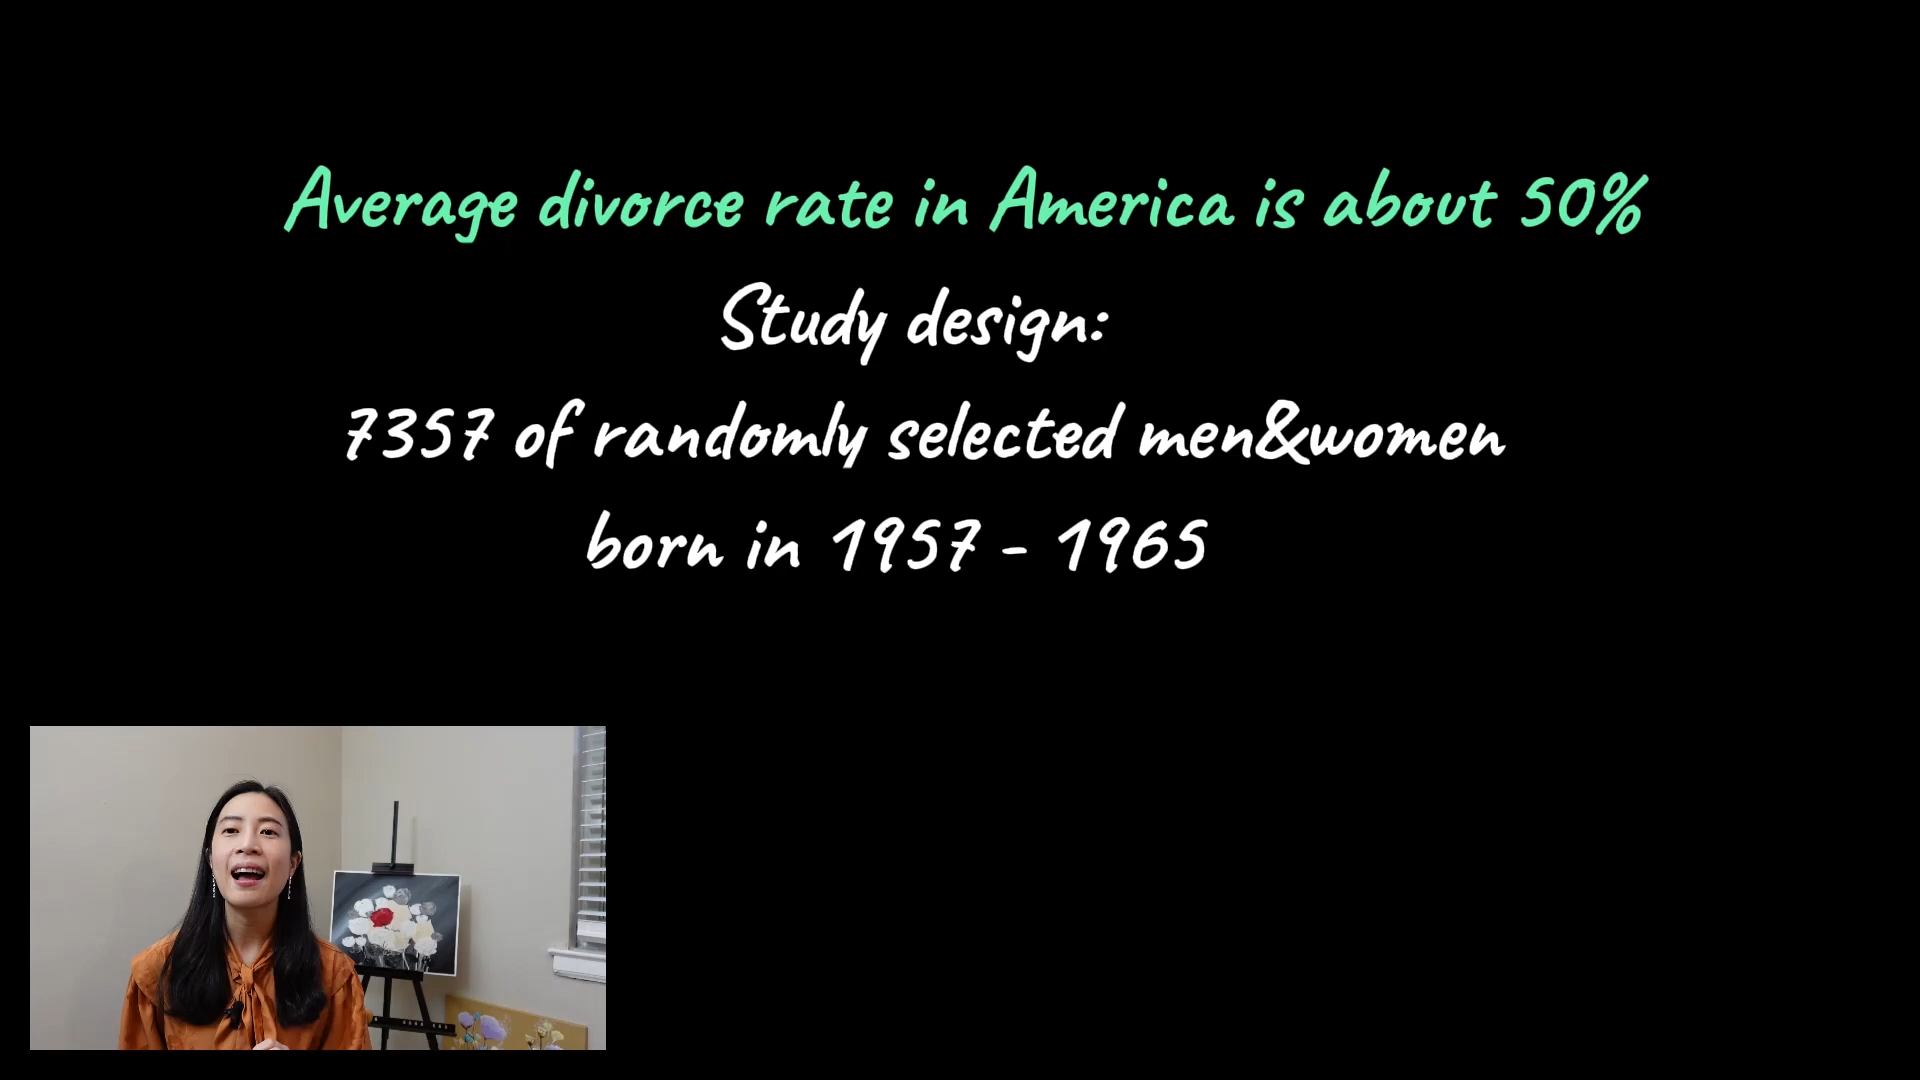 Average divorce rate in America is about 50%
Study design:
7357 of randomly selected men&women
born in 1957 - 1965